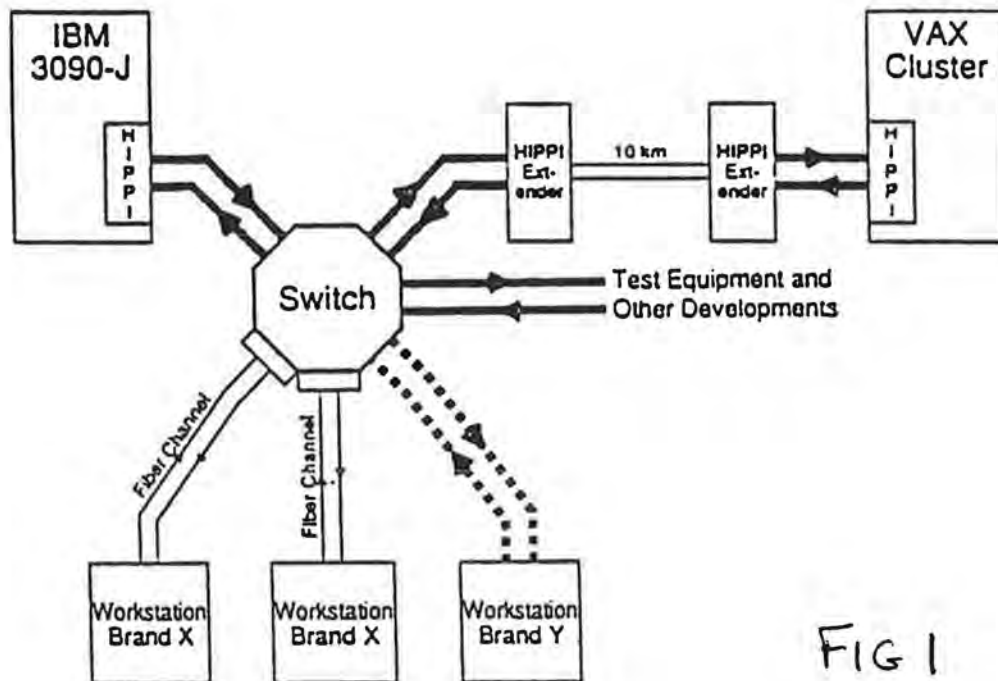 IBM
3090-J
HIPPI
VAX
Cluster
HIPPI
HIPPI
Ext-
ender
10 km
HIPPI
Ext-
ender
Switch
Test Equipment and
Other Developments
Fiber Channel
Fiber Channel
Workstation
Brand X
Workstation
Brand X
Workstation
Brand Y
FIG 1